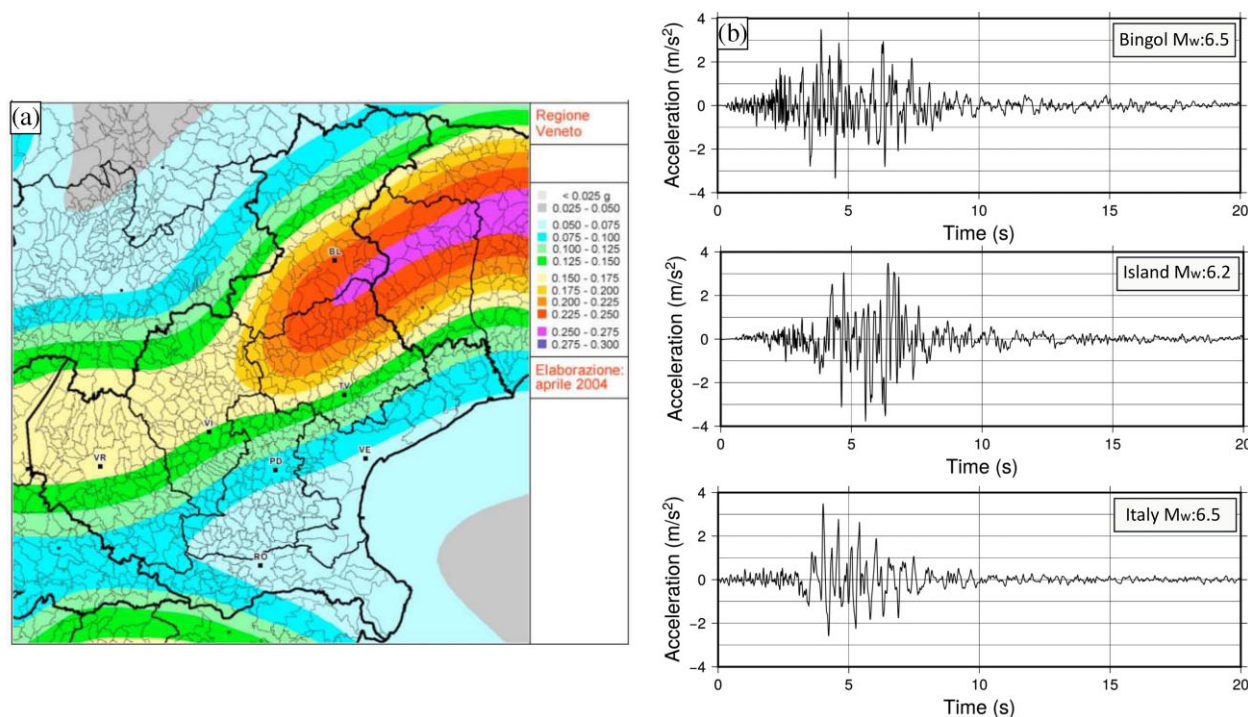 (a)
Regione
Veneto
< 0.025 g
0.025 - 0.050
0.050 - 0.075
0.075 - 0.100
0.100 - 0.125
0.125 - 0.150
0.150 - 0.175
0.175 - 0.200
0.200 - 0.225
0.225 - 0.250
0.250 - 0.275
0.275 - 0.300
Elaborazione:
aprile 2004
BL
TV
VI
VR
PD
VE
RO
(b)
Bingol Mw:6.5
Acceleration (m/s²)
4
2
0
−2
−4
0 5 10 15 20
Time (s)
Island Mw:6.2
Acceleration (m/s²)
4
2
0
−2
−4
0 5 10 15 20
Time (s)
Italy Mw:6.5
Acceleration (m/s²)
4
2
0
−2
−4
0 5 10 15 20
Time (s)